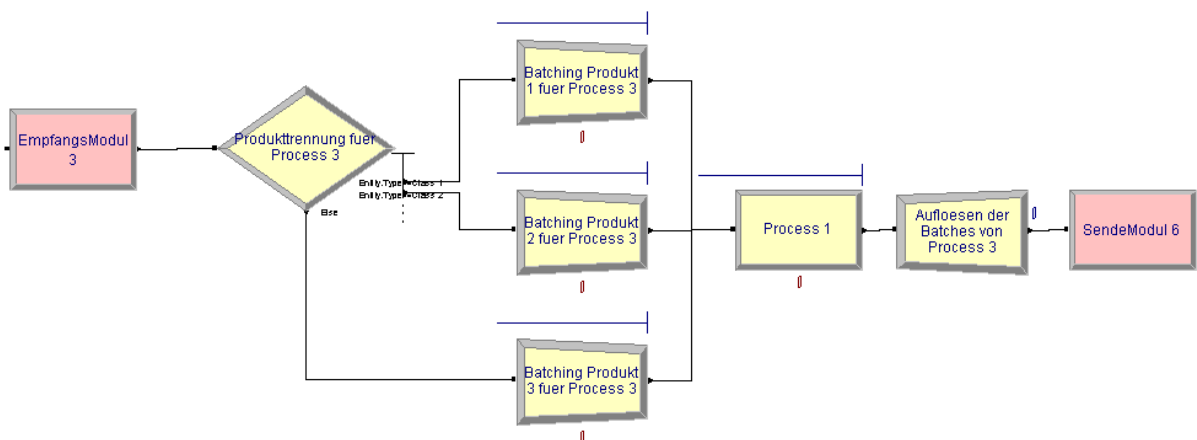 EmpfangsModul
3
Produkttrennung fuer
Process 3
Entity.Type==Class 1
Entity.Type==Class 2
Else
Batching Produkt
1 fuer Process 3
0
Batching Produkt
2 fuer Process 3
0
Batching Produkt
3 fuer Process 3
0
Process 1
0
Aufloesen der
Batches von
Process 3
0
SendeModul 6